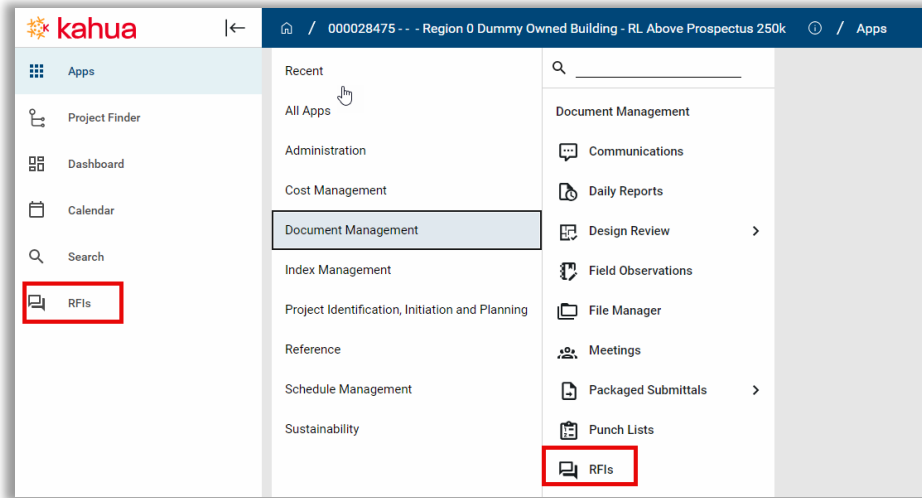 kahua
/ 000028475 -- - Region 0 Dummy Owned Building - RL Above Prospectus 250k / Apps
Apps
Project Finder
Dashboard
Calendar
Search
RFIs
Recent
All Apps
Administration
Cost Management
Document Management
Index Management
Project Identification, Initiation and Planning
Reference
Schedule Management
Sustainability
Document Management
Communications
Daily Reports
Design Review
Field Observations
File Manager
Meetings
Packaged Submittals
Punch Lists
RFIs